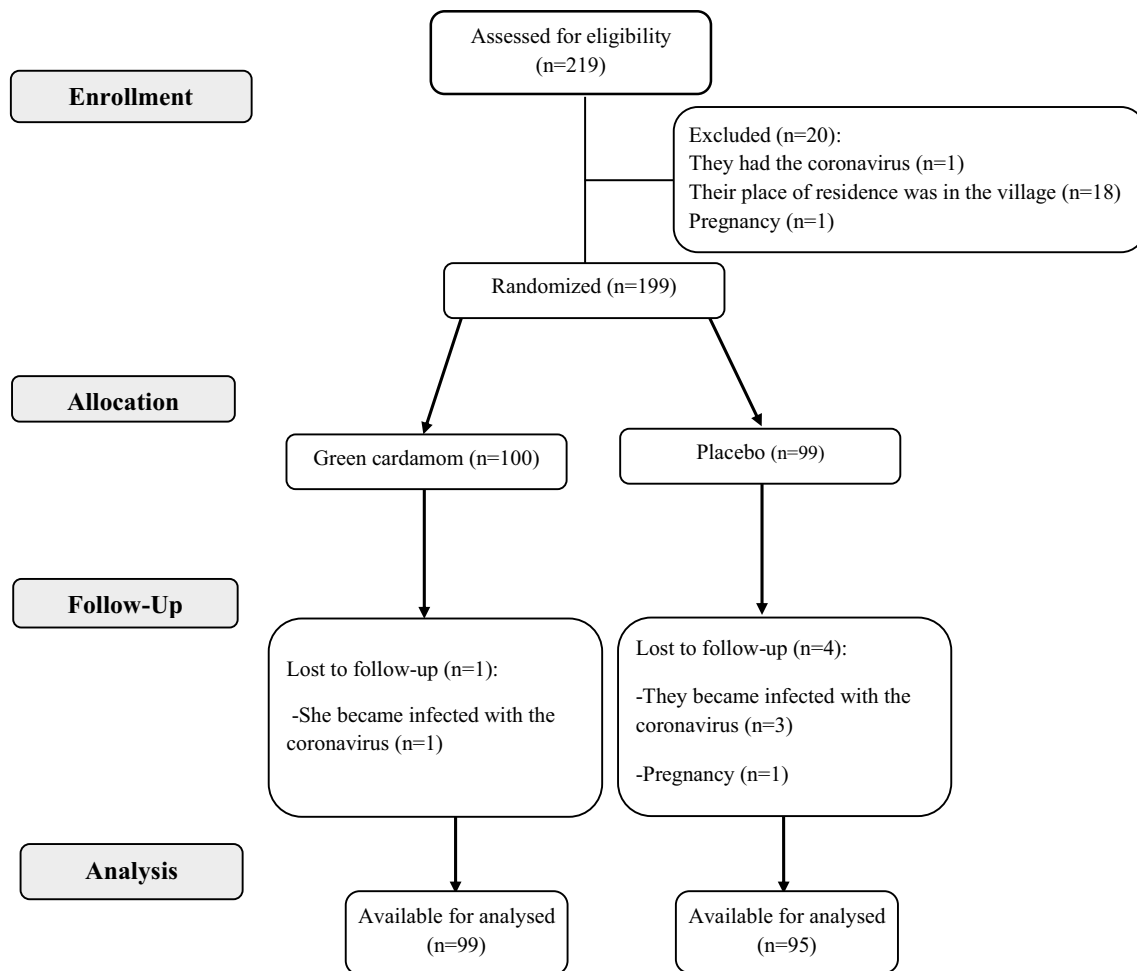 Assessed for eligibility
(n=219)
Enrollment
Excluded (n=20):
They had the coronavirus (n=1)
Their place of residence was in the village (n=18)
Pregnancy (n=1)
Randomized (n=199)
Allocation
Green cardamom (n=100)
Placebo (n=99)
Follow-Up
Lost to follow-up (n=1):
-She became infected with the
coronavirus (n=1)
Lost to follow-up (n=4):
-They became infected with the
coronavirus (n=3)
-Pregnancy (n=1)
Analysis
Available for analysed
(n=99)
Available for analysed
(n=95)